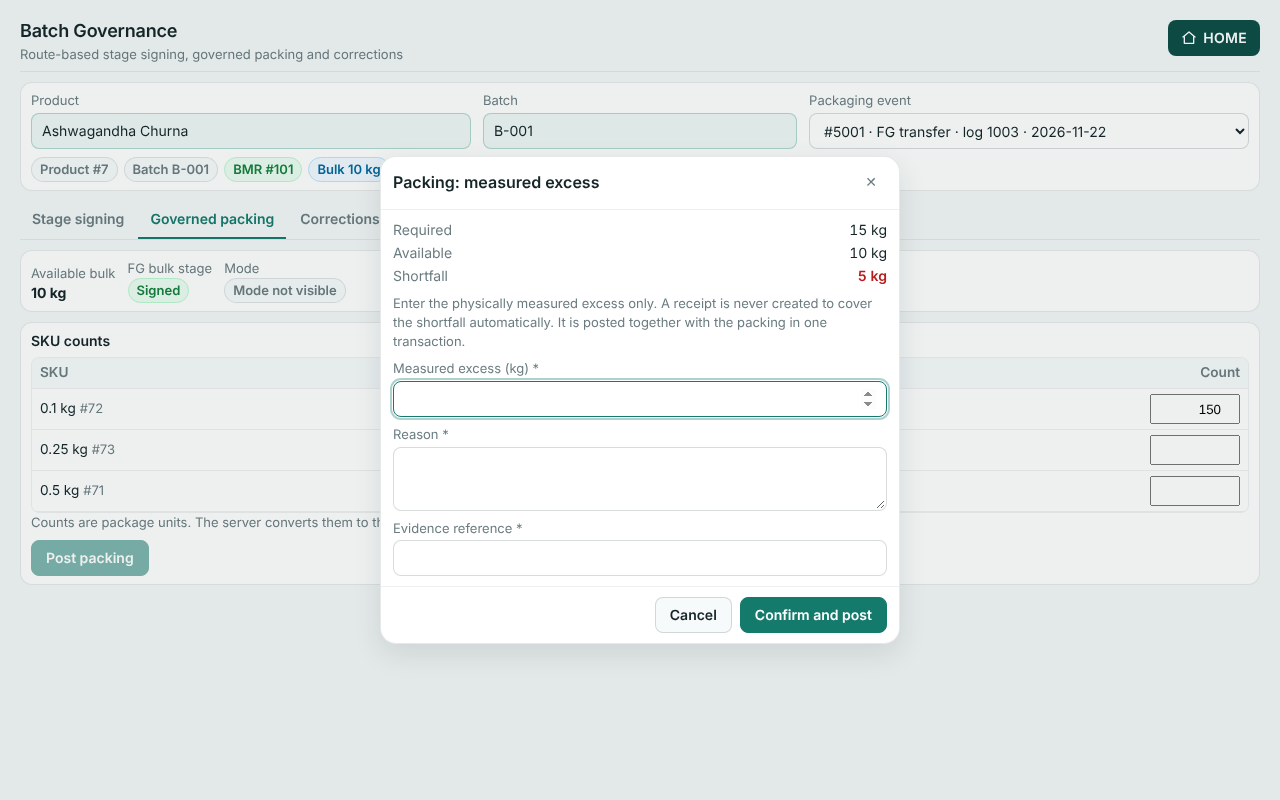 Batch Governance
Route-based stage signing, governed packing and corrections
HOME
Product
Batch
Packaging event
Ashwagandha Churna
B-001
#5001 · FG transfer · log 1003 · 2026-11-22
Product #7
Batch B-001
BMR #101
Bulk 10 kg
Stage signing
Governed packing
Corrections
Available bulk
10 kg
FG bulk stage
Signed
Mode
Mode not visible
SKU counts
SKU
Count
0.1 kg #72
150
0.25 kg #73
0.5 kg #71
Counts are package units. The server converts them to
Post packing
Packing: measured excess
×
Required
15 kg
Available
10 kg
Shortfall
5 kg
Enter the physically measured excess only. A receipt is never created to cover
the shortfall automatically. It is posted together with the packing in one
transaction.
Measured excess (kg) *
Reason *
Evidence reference *
Cancel
Confirm and post